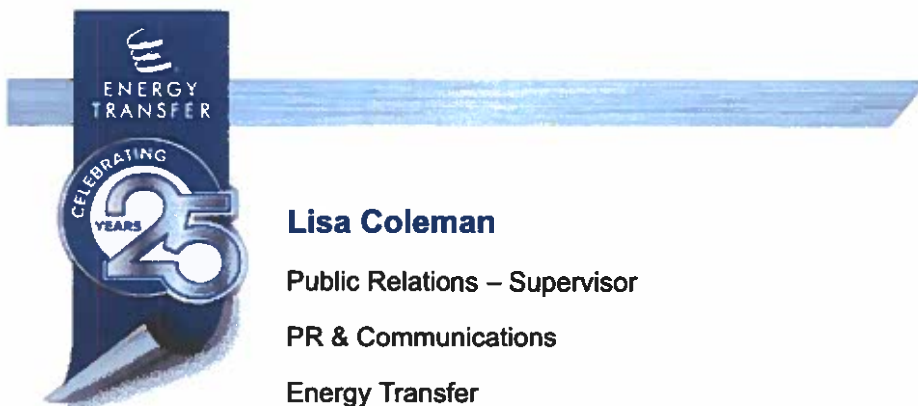 ENERGY
TRANSFER
CELEBRATING
25
YEARS
Lisa Coleman
Public Relations – Supervisor
PR & Communications
Energy Transfer